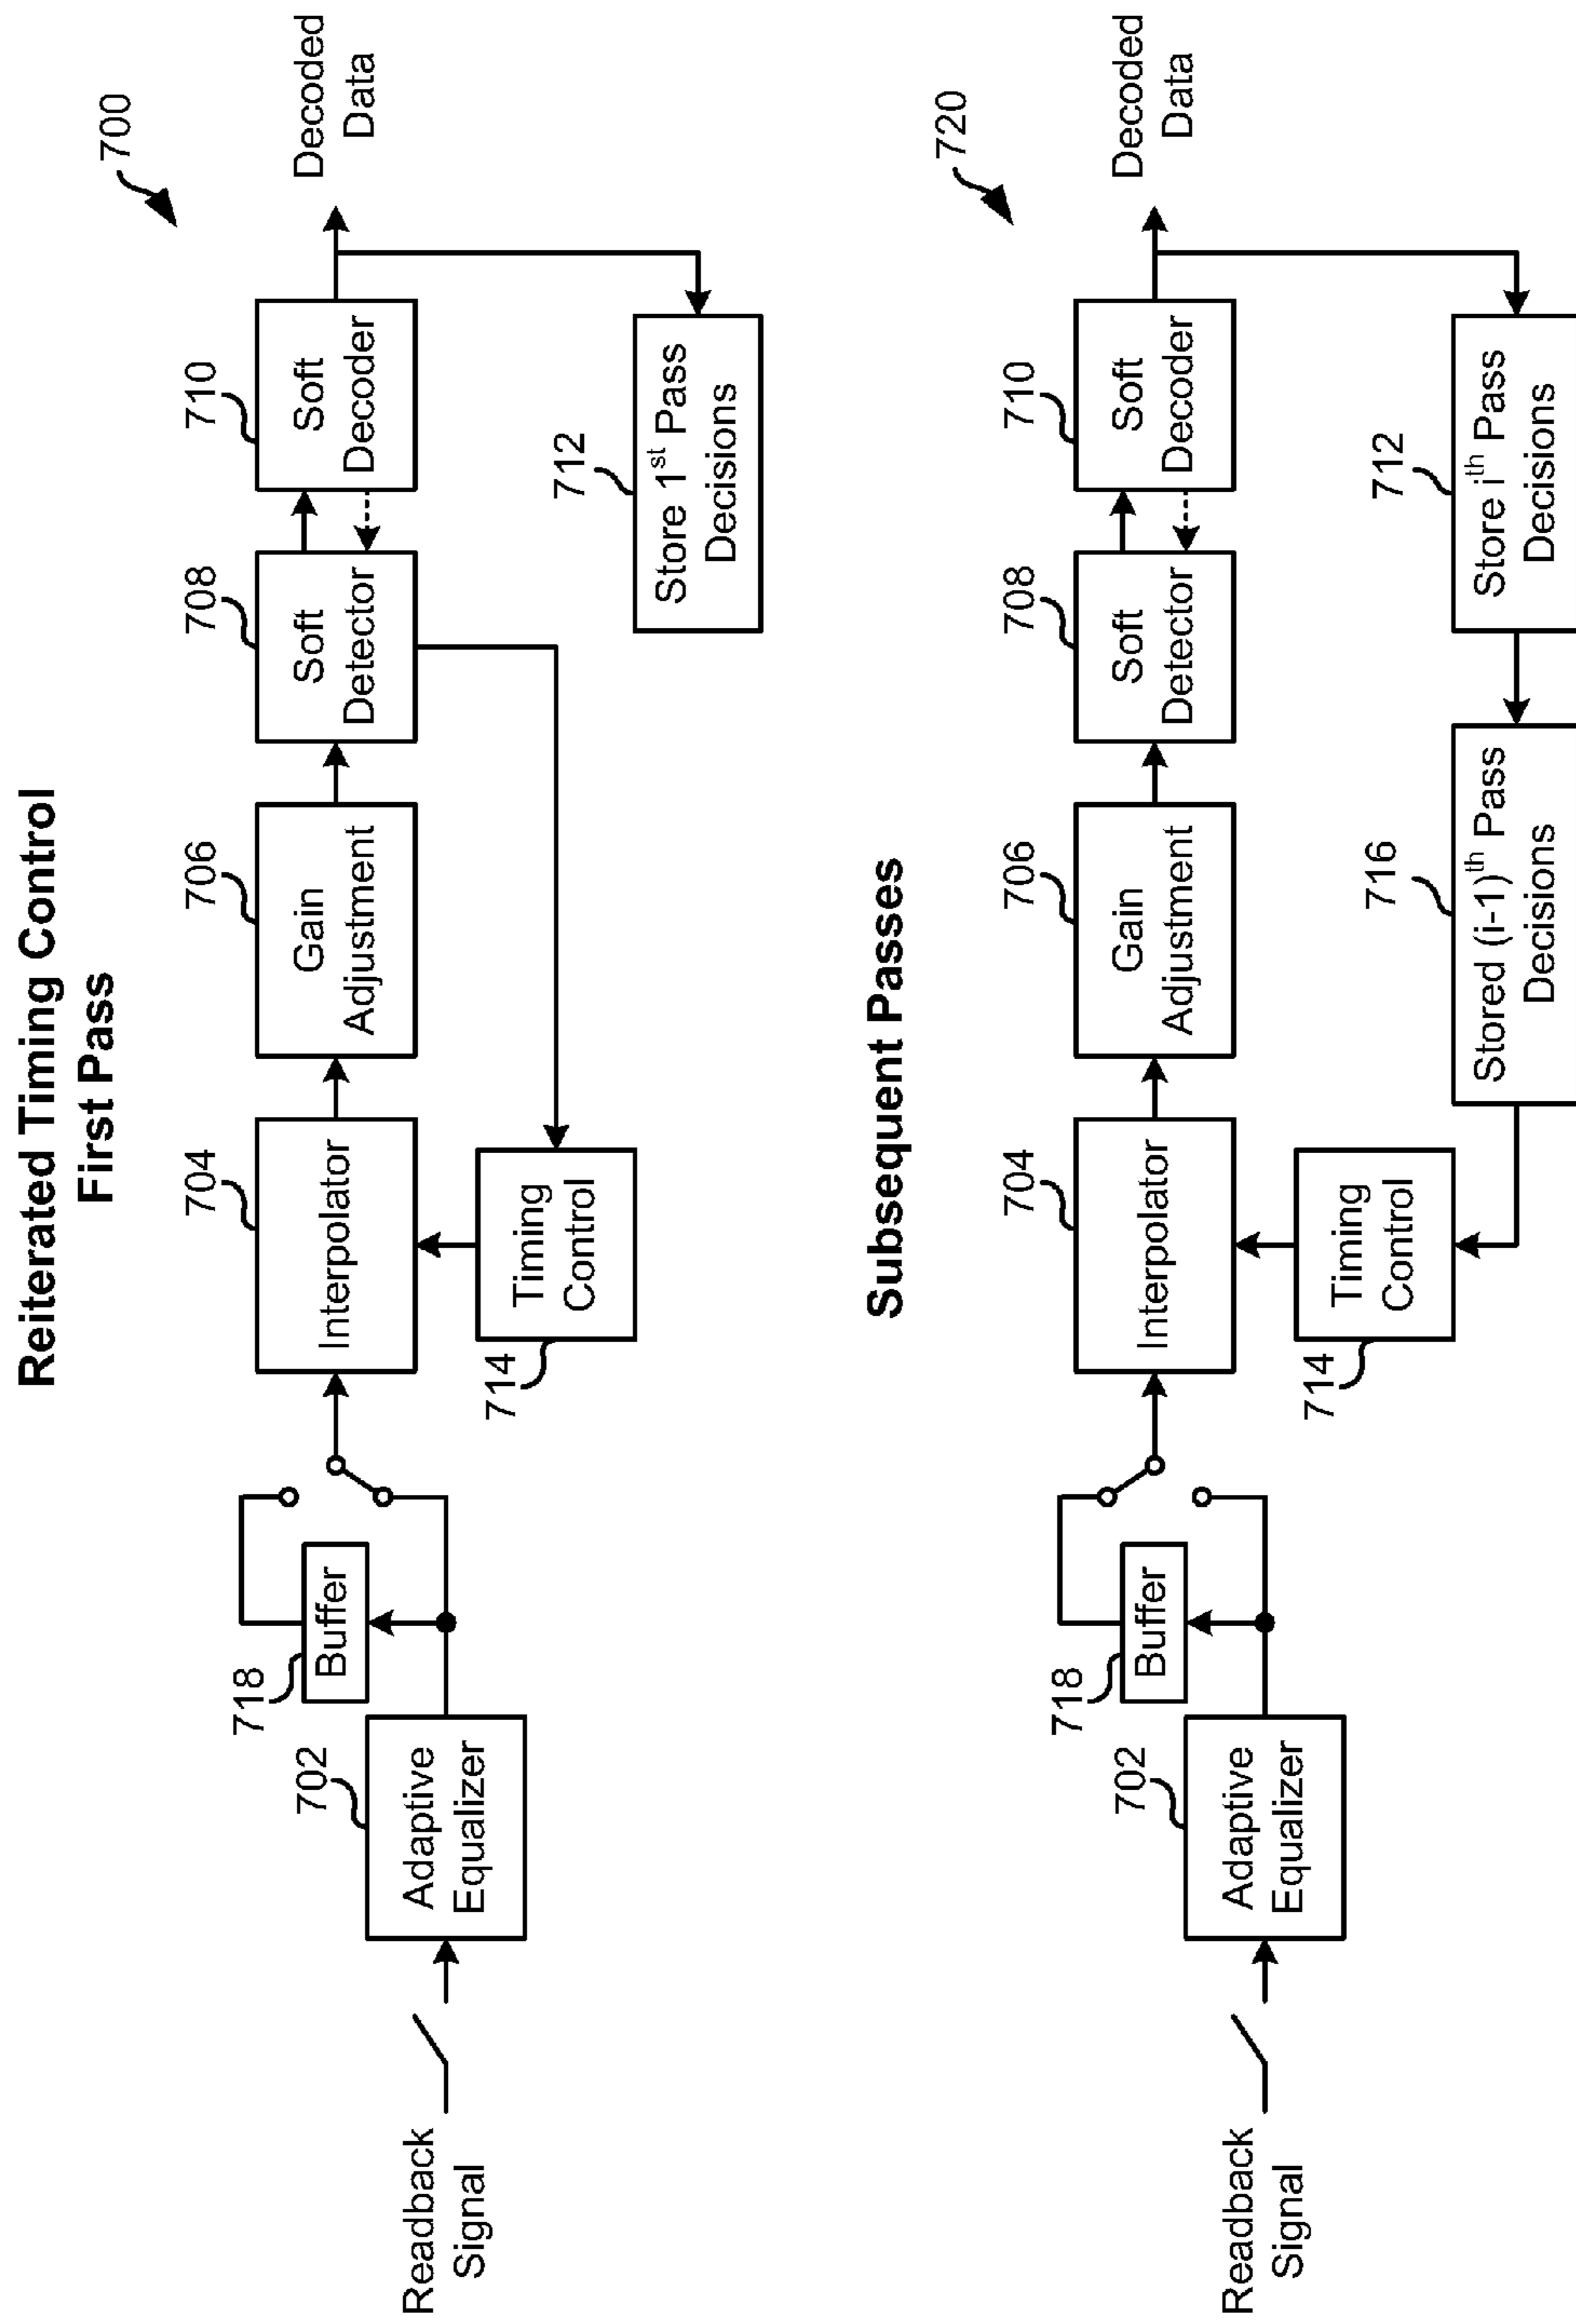 Reiterated Timing Control
First Pass
700
Readback
Signal
702
Adaptive
Equalizer
718
Buffer
704
Interpolator
714
Timing
Control
706
Gain
Adjustment
708
Soft
Detector
710
Soft
Decoder
712
Store 1st Pass
Decisions
Decoded
Data
Subsequent Passes
720
Readback
Signal
702
Adaptive
Equalizer
718
Buffer
704
Interpolator
714
Timing
Control
706
Gain
Adjustment
708
Soft
Detector
710
Soft
Decoder
716
Stored (i-1)th Pass
Decisions
712
Store ith Pass
Decisions
Decoded
Data